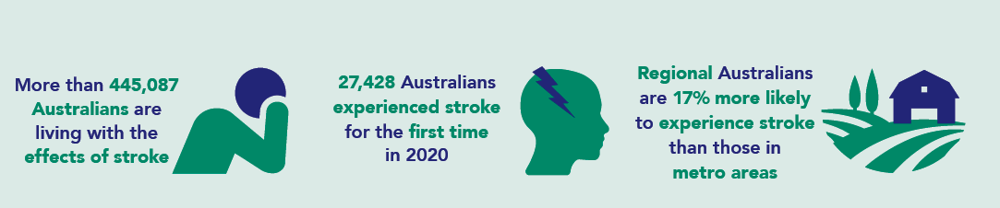 More than 445,087
Australians are
living with the
effects of stroke
27,428 Australians
experienced stroke
for the first time
in 2020
Regional Australians
are 17% more likely
to experience stroke
than those in
metro areas